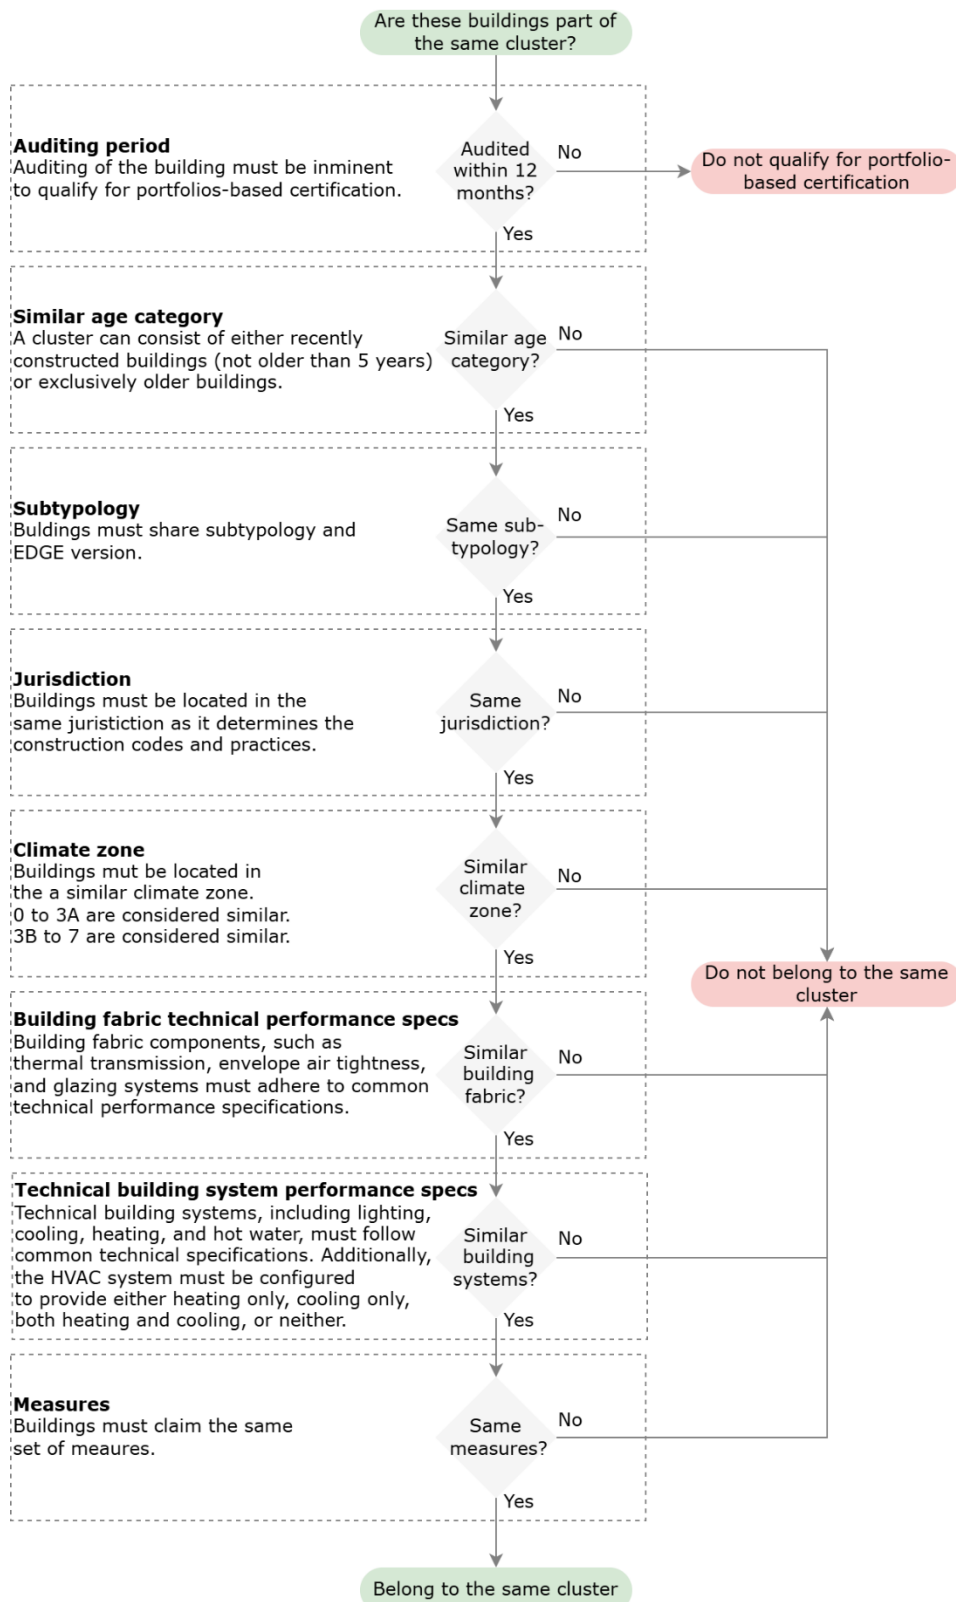 Are these buildings part of
the same cluster?
Auditing period
Auditing of the building must be inminent
to qualify for portfolios-based certification.
Audited
within 12
months?
No
Do not qualify for portfolio-
based certification
Yes
Similar age category
A cluster can consist of either recently
constructed buildings (not older than 5 years)
or exclusively older buildings.
Similar age
category?
No
Yes
Subtypology
Buldings must share subtypology and
EDGE version.
Same sub-
typology?
No
Yes
Jurisdiction
Buildings must be located in the
same juristiction as it determines the
construction codes and practices.
Same
jurisdiction?
No
Yes
Climate zone
Buildings mut be located in
the a similar climate zone.
0 to 3A are considered similar.
3B to 7 are considered similar.
Similar
climate
zone?
No
Yes
Do not belong to the same
cluster
Building fabric technical performance specs
Building fabric components, such as
thermal transmission, envelope air tightness,
and glazing systems must adhere to common
technical performance specifications.
Similar
building
fabric?
No
Yes
Technical building system performance specs
Technical building systems, including lighting,
cooling, heating, and hot water, must follow
common technical specifications. Additionally,
the HVAC system must be configured
to provide either heating only, cooling only,
both heating and cooling, or neither.
Similar
building
systems?
No
Yes
Measures
Buildings must claim the same
set of meaures.
Same
measures?
No
Yes
Belong to the same cluster